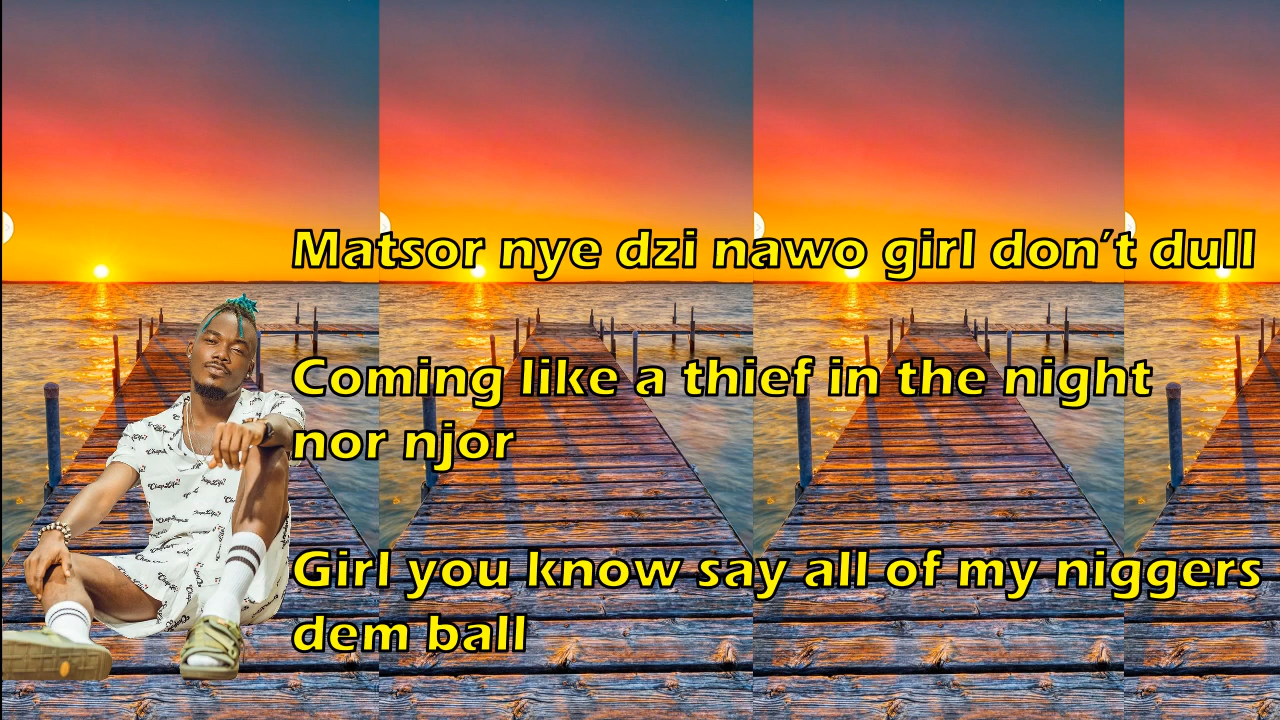 Matsor nye dzi nawo girl don't dull
Coming like a thief in the night
nor njor
Girl you know say all of my niggers
dem ball